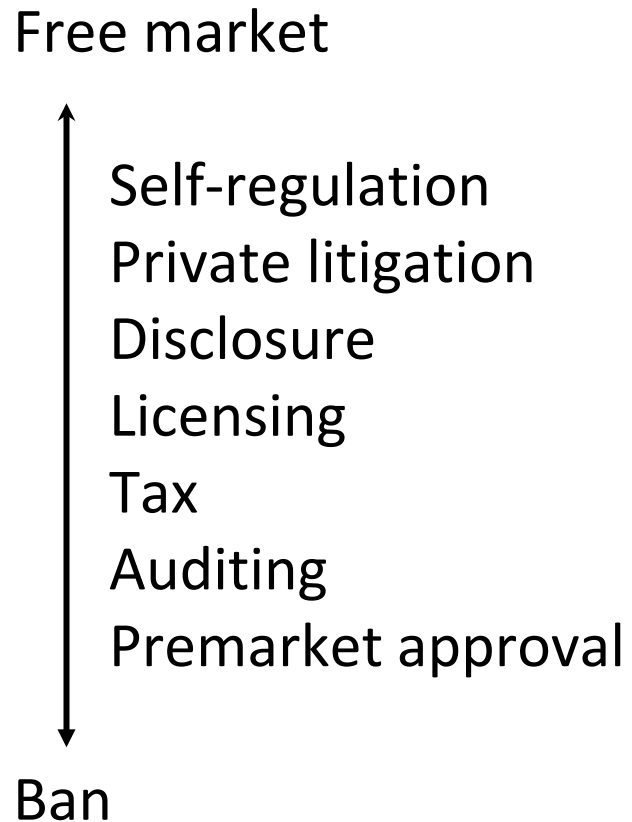 Free market
Self-regulation
Private litigation
Disclosure
Licensing
Tax
Auditing
Premarket approval
Ban